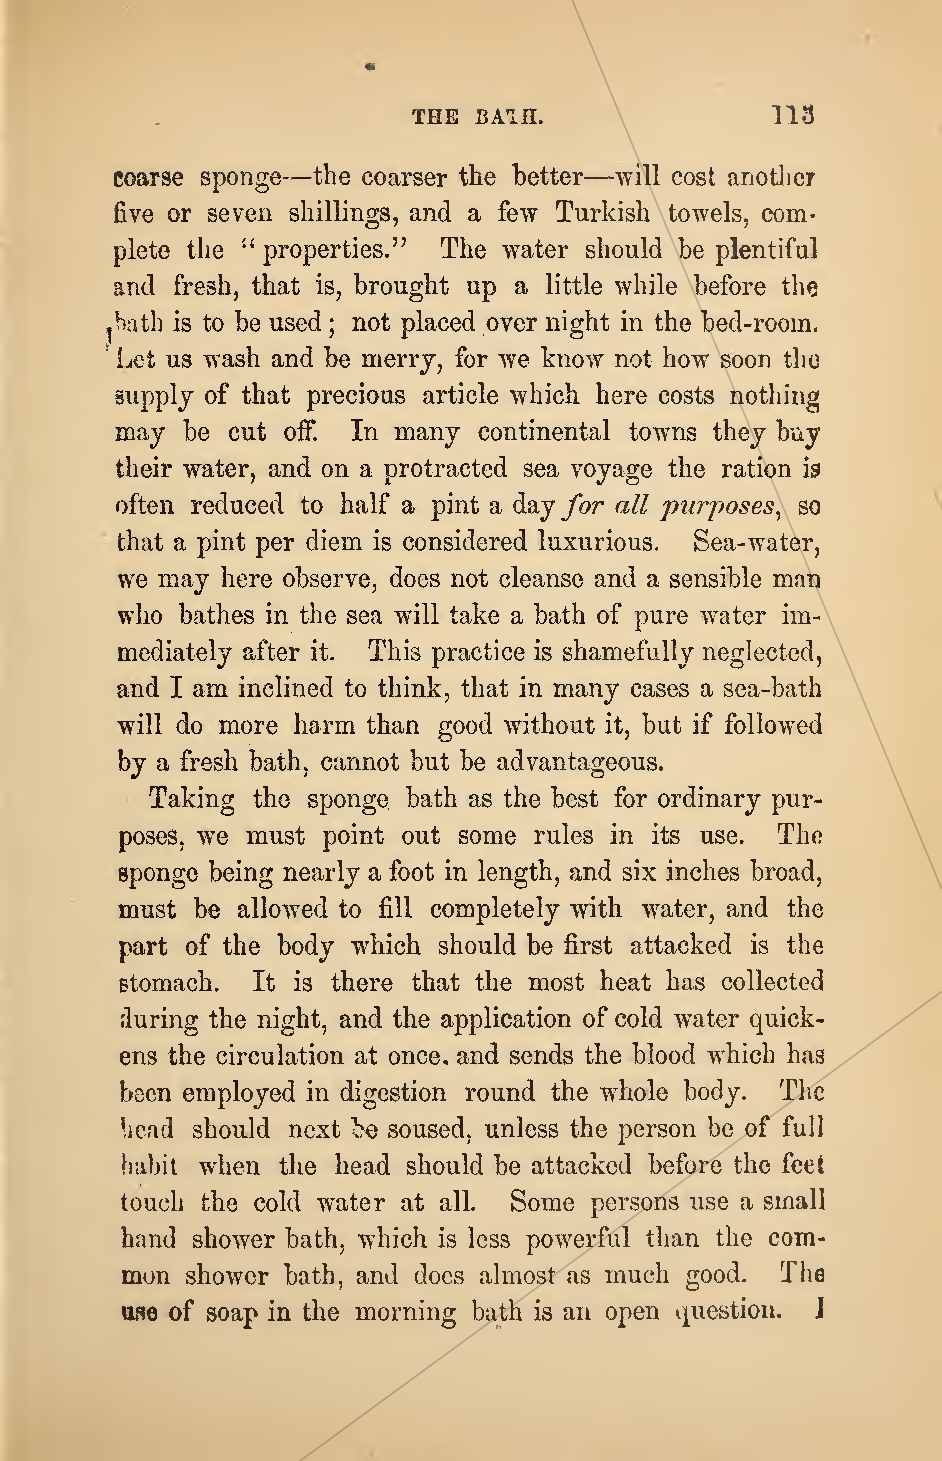 THE BATH. 113
coarse sponge—the coarser the better—will cost another
five or seven shillings, and a few Turkish towels, com-
plete the “properties.” The water should be plentiful
and fresh, that is, brought up a little while before the
bath is to be used; not placed over night in the bed-room.
Let us wash and be merry, for we know not how soon the
supply of that precious article which here costs nothing
may be cut off. In many continental towns they buy
their water, and on a protracted sea voyage the ration is
often reduced to half a pint a day for all purposes, so
that a pint per diem is considered luxurious. Sea-water,
we may here observe, does not cleanse and a sensible man
who bathes in the sea will take a bath of pure water im-
mediately after it. This practice is shamefully neglected,
and I am inclined to think, that in many cases a sea-bath
will do more harm than good without it, but if followed
by a fresh bath, cannot but be advantageous.
Taking the sponge bath as the best for ordinary pur-
poses, we must point out some rules in its use. The
sponge being nearly a foot in length, and six inches broad,
must be allowed to fill completely with water, and the
part of the body which should be first attacked is the
stomach. It is there that the most heat has collected
during the night, and the application of cold water quick-
ens the circulation at once, and sends the blood which has
been employed in digestion round the whole body. The
head should next be soused, unless the person be of full
habit when the head should be attacked before the feet
touch the cold water at all. Some persons use a small
hand shower bath, which is less powerful than the com-
mon shower bath, and does almost as much good. The
use of soap in the morning bath is an open question. I